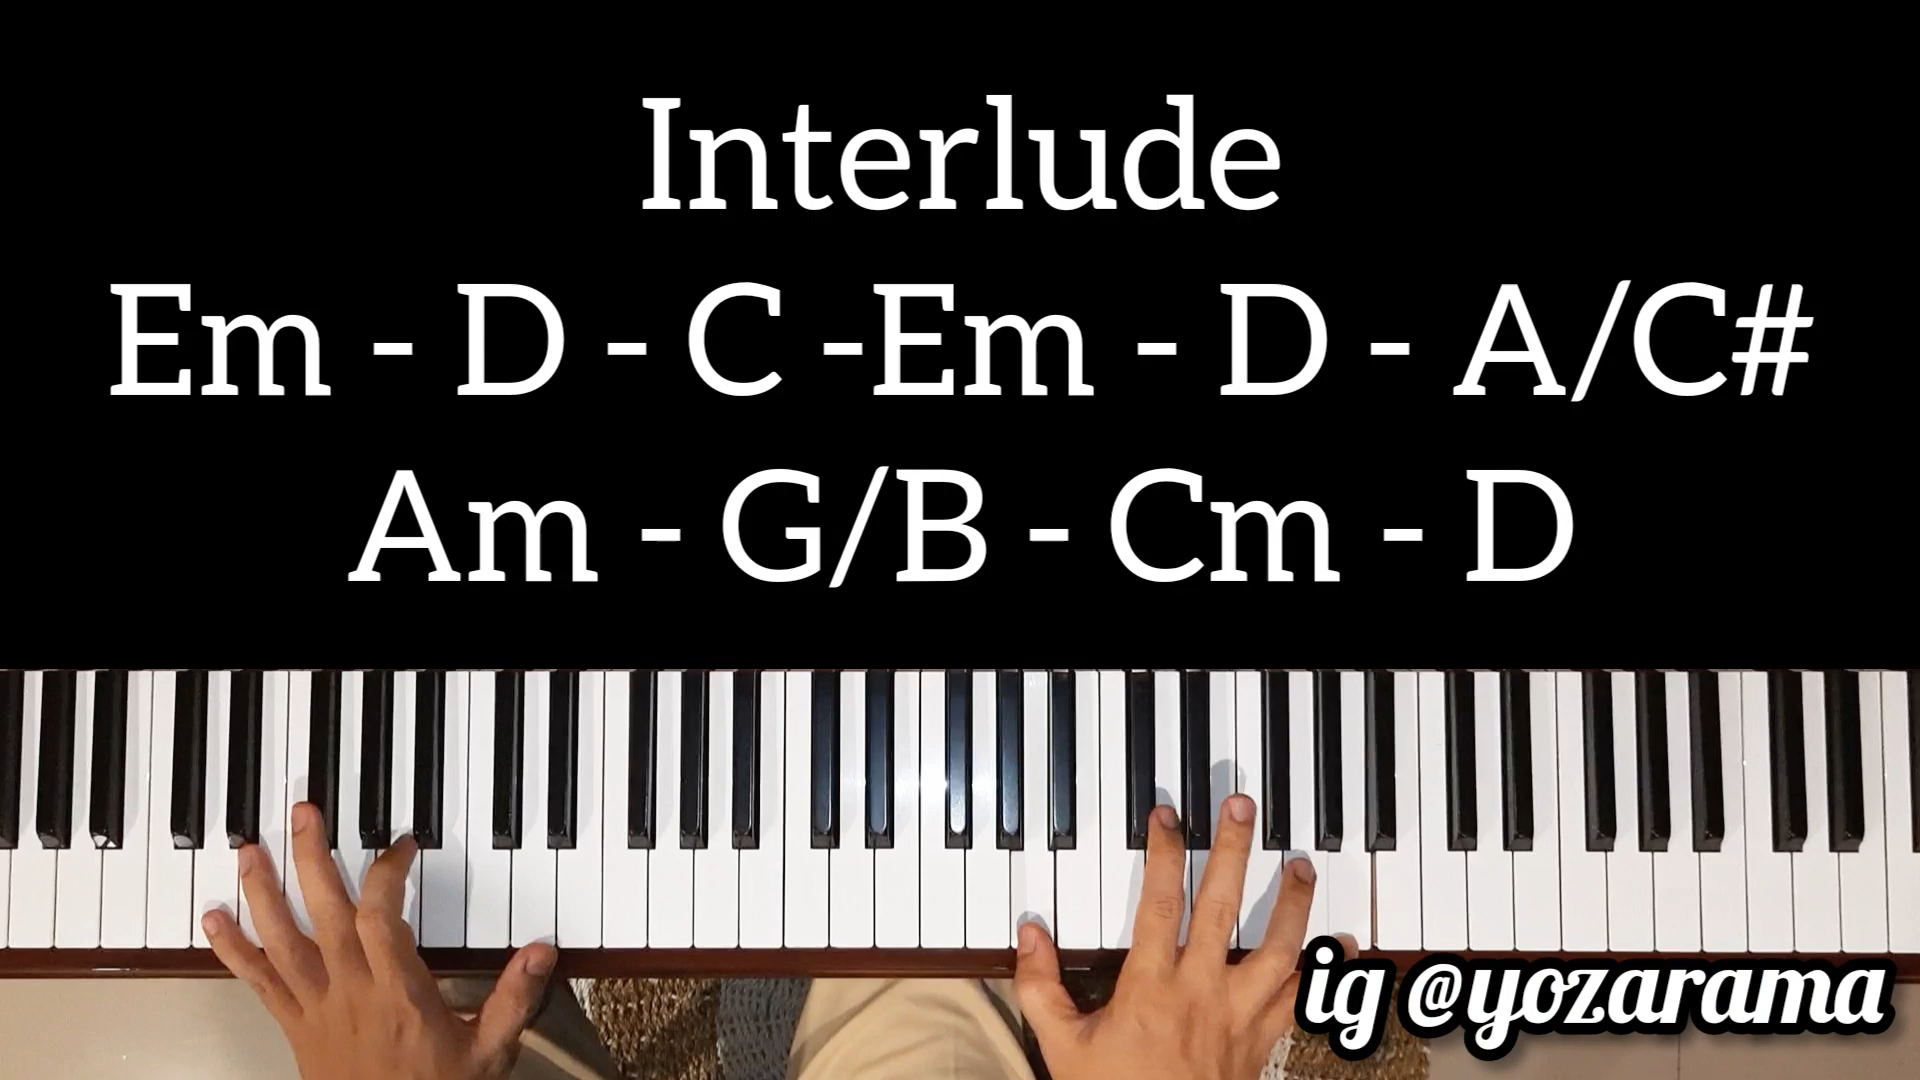 Interlude
Em - D - C -Em - D - A/C#
Am - G/B - Cm - D
ig @yozarama